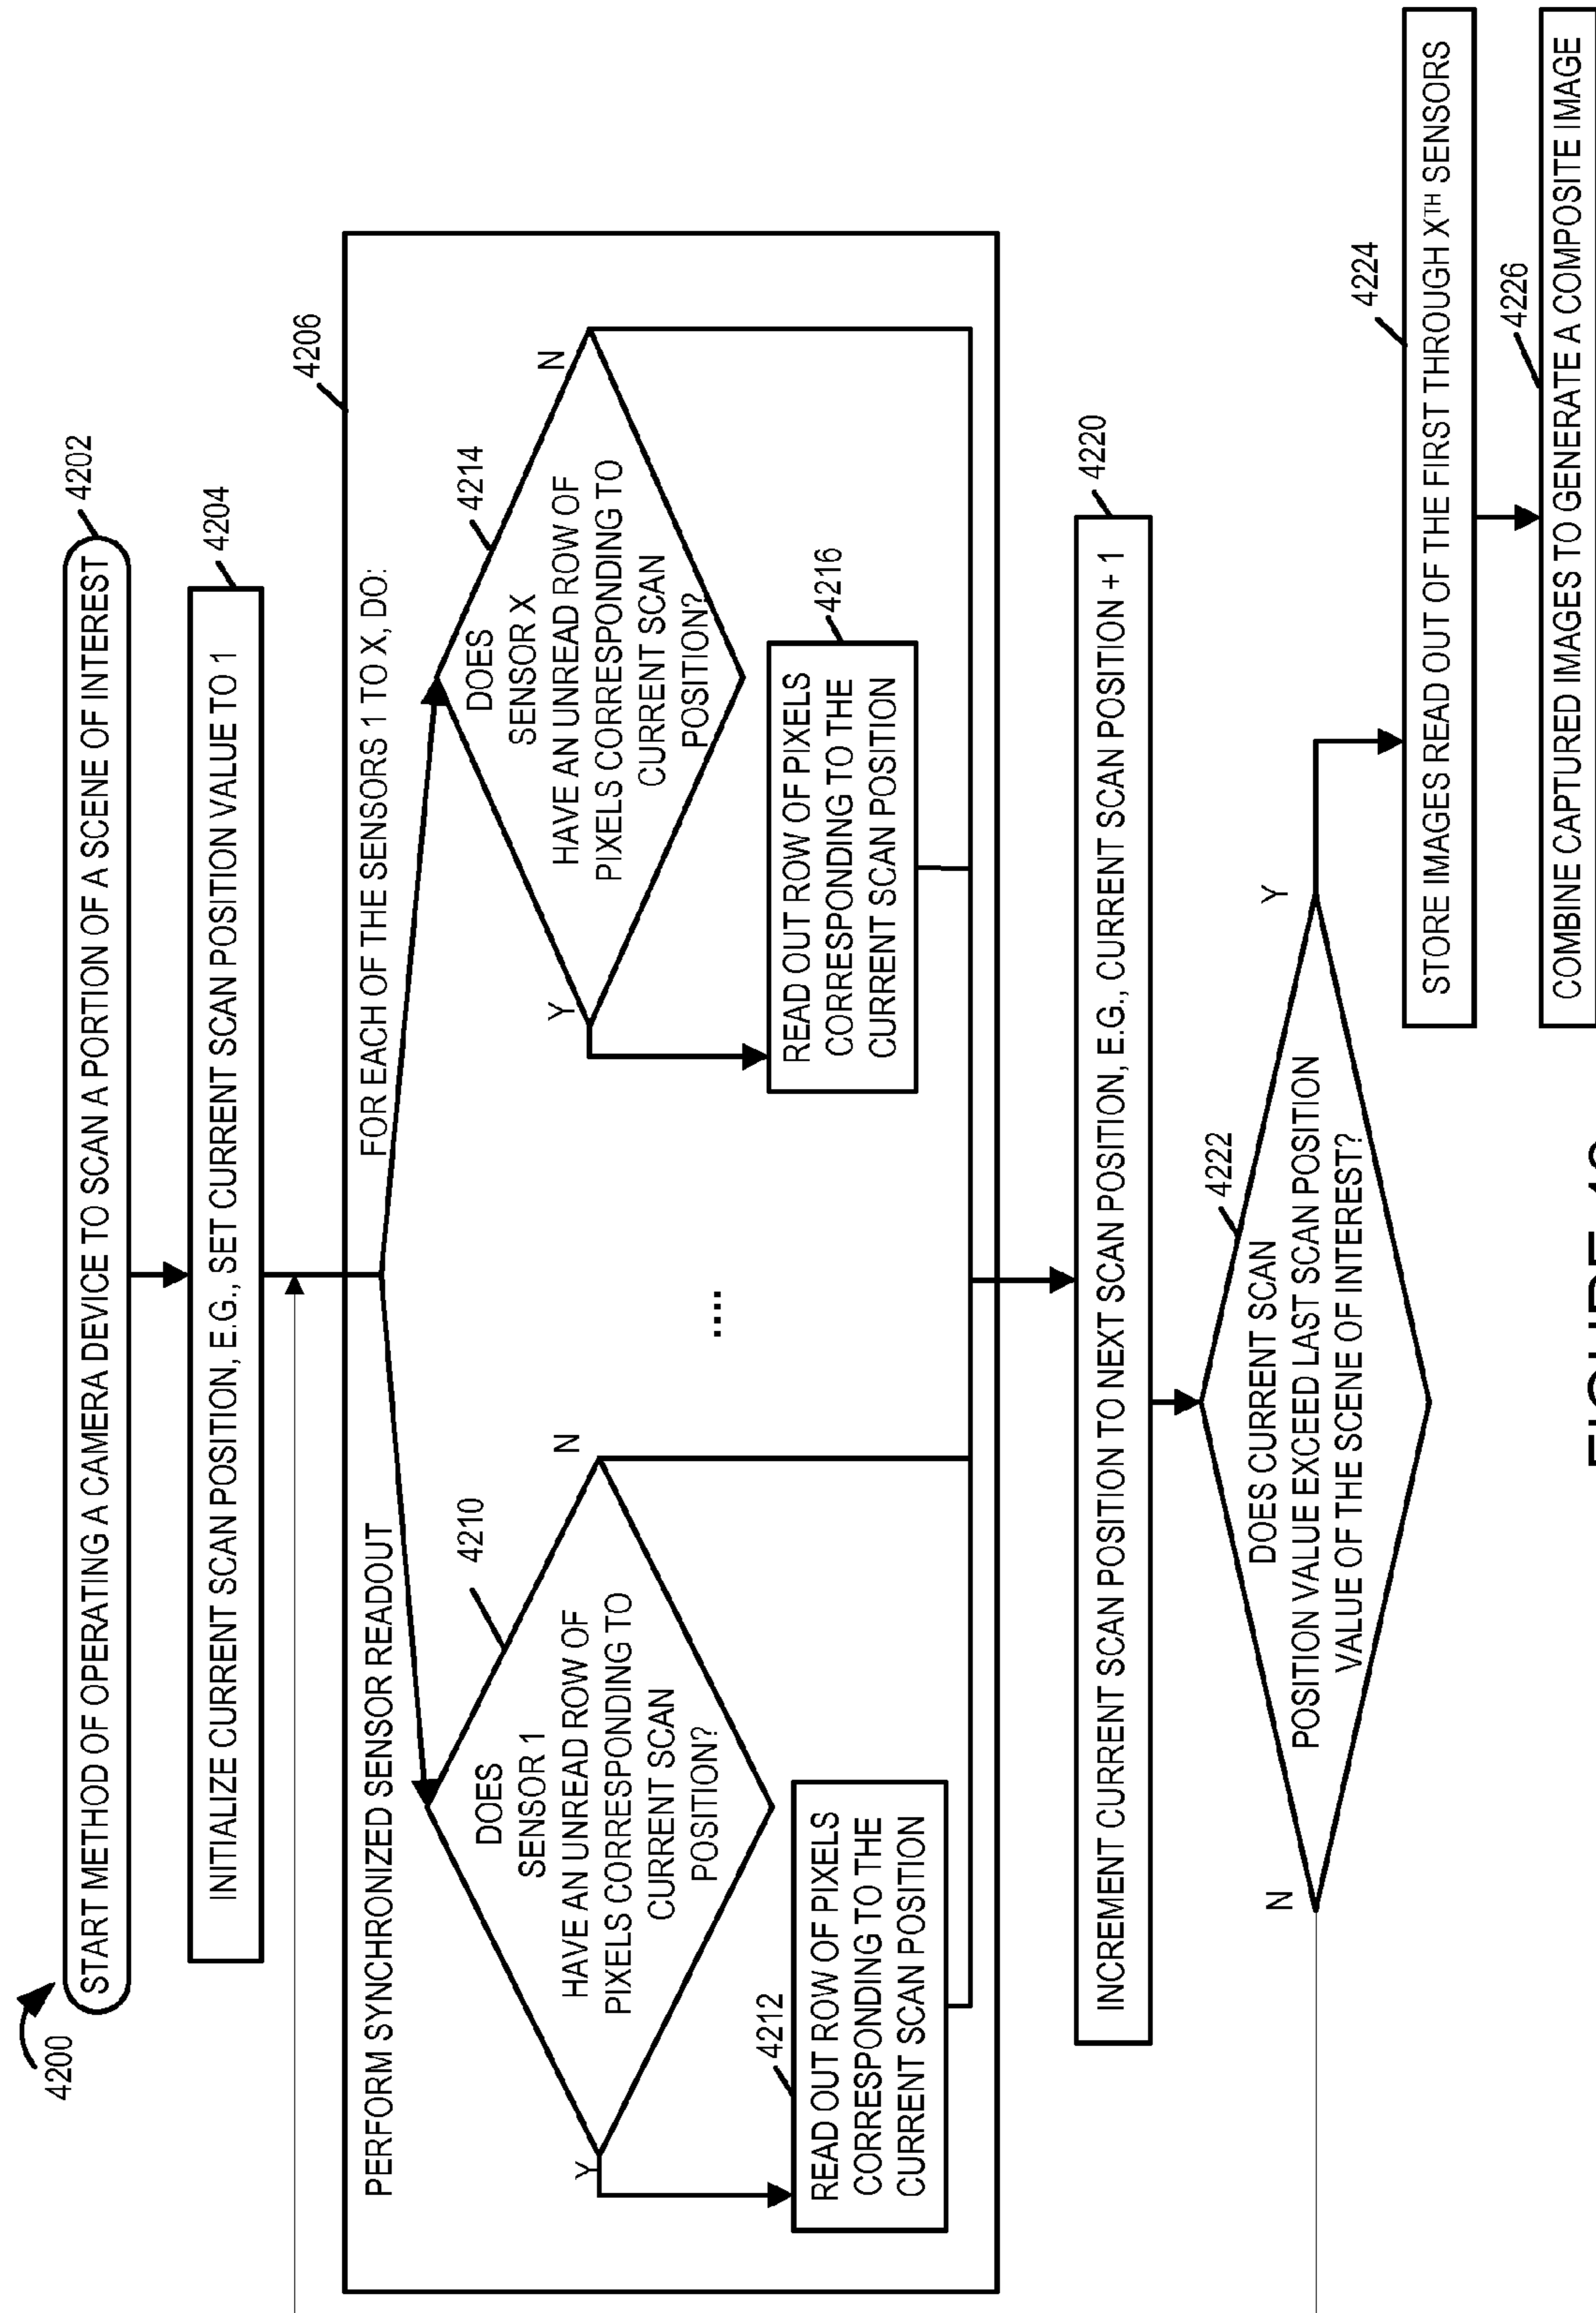 4200
START METHOD OF OPERATING A CAMERA DEVICE TO SCAN A PORTION OF A SCENE OF INTEREST
4202
INITIALIZE CURRENT SCAN POSITION, E.G., SET CURRENT SCAN POSITION VALUE TO 1
4204
4206
PERFORM SYNCHRONIZED SENSOR READOUT
FOR EACH OF THE SENSORS 1 TO X, DO:
4210
DOES
SENSOR 1
HAVE AN UNREAD ROW OF
PIXELS CORRESPONDING TO
CURRENT SCAN
POSITION?
Y
N
4212
READ OUT ROW OF PIXELS
CORRESPONDING TO THE
CURRENT SCAN POSITION
....
4214
DOES
SENSOR X
HAVE AN UNREAD ROW OF
PIXELS CORRESPONDING TO
CURRENT SCAN
POSITION?
Y
N
4216
READ OUT ROW OF PIXELS
CORRESPONDING TO THE
CURRENT SCAN POSITION
4220
INCREMENT CURRENT SCAN POSITION TO NEXT SCAN POSITION, E.G., CURRENT SCAN POSITION + 1
4222
DOES CURRENT SCAN
POSITION VALUE EXCEED LAST SCAN POSITION
VALUE OF THE SCENE OF INTEREST?
N
Y
4224
STORE IMAGES READ OUT OF THE FIRST THROUGH XTH SENSORS
4226
COMBINE CAPTURED IMAGES TO GENERATE A COMPOSITE IMAGE
FIGURE